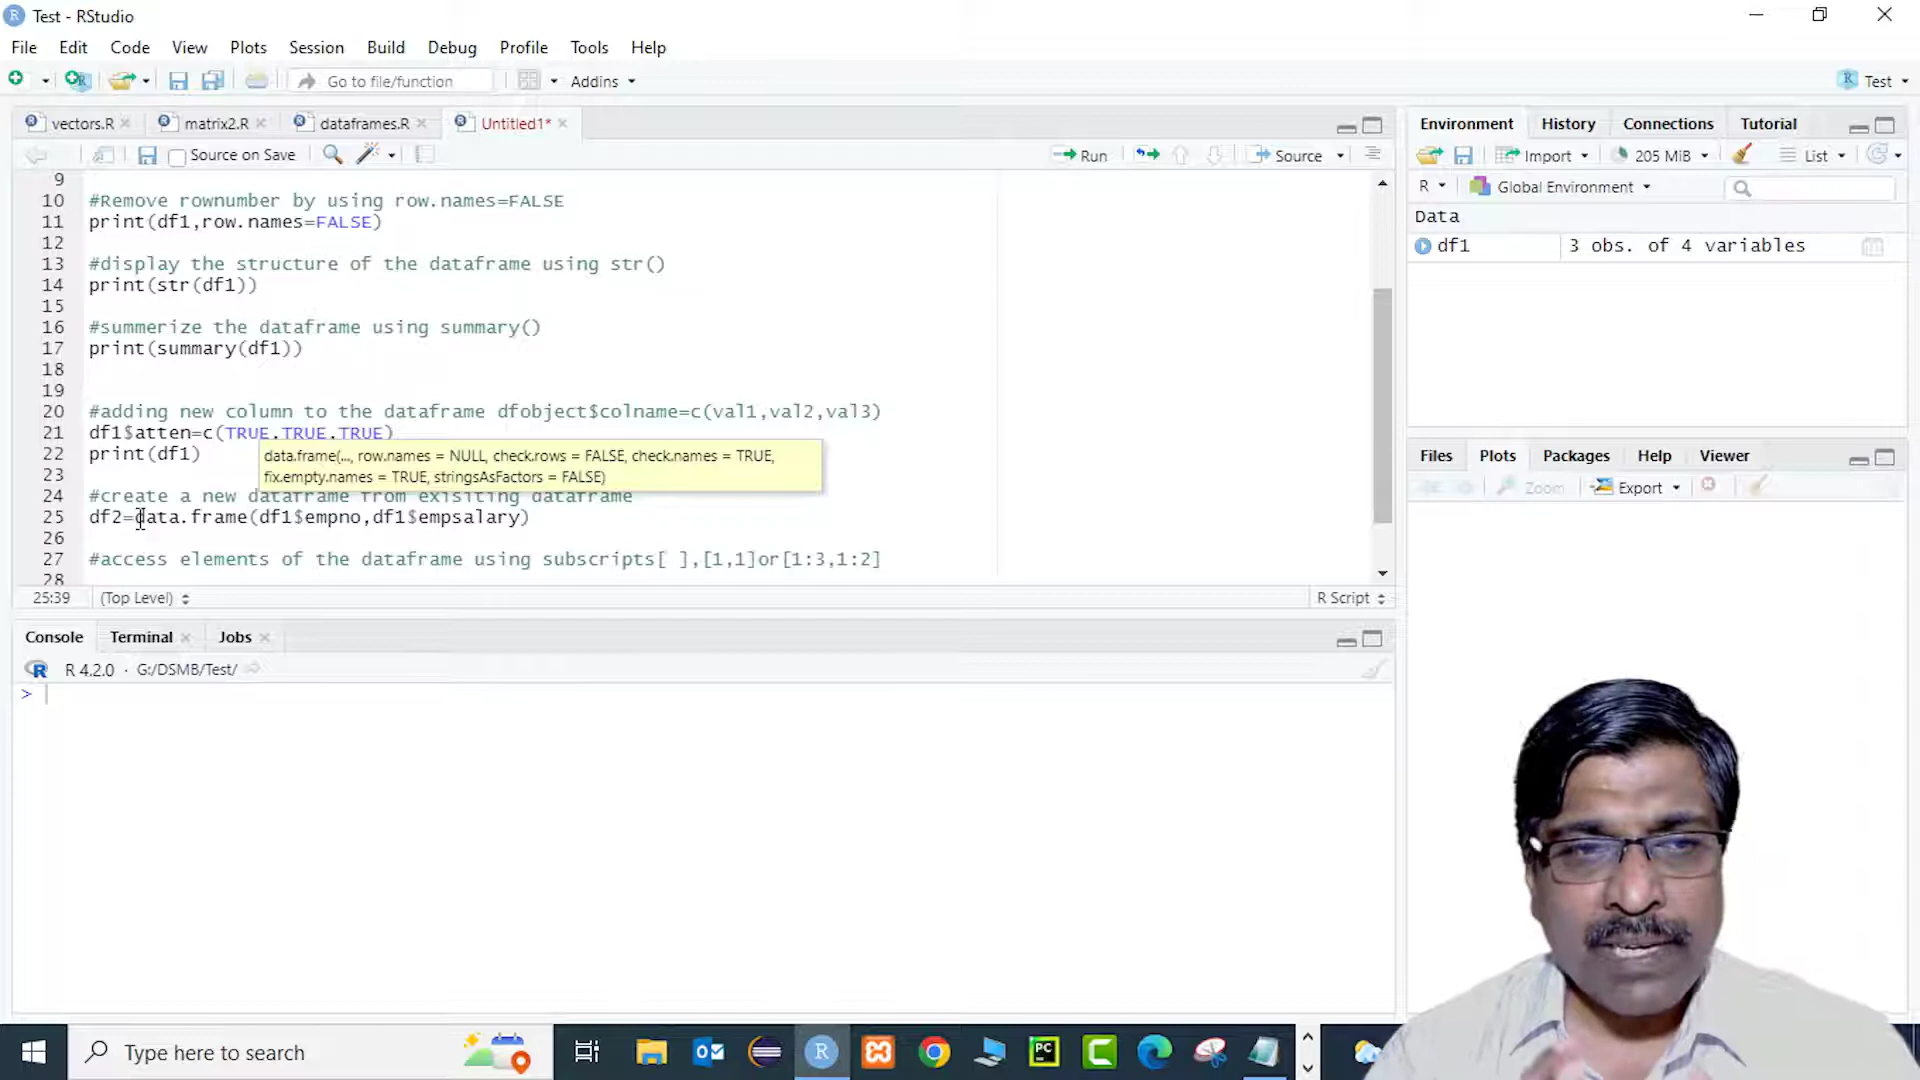 Test - RStudio
File Edit Code View Plots Session Build Debug Profile Tools Help
Go to file/function Addins Test
vectors.R matrix2.R dataframes.R Untitled1*
Source on Save Run Source
9
10 #Remove rownumber by using row.names=FALSE
11 print(df1,row.names=FALSE)
12
13 #display the structure of the dataframe using str()
14 print(str(df1))
15
16 #summerize the dataframe using summary()
17 print(summary(df1))
18
19
20 #adding new column to the dataframe dfobject$colname=c(val1,val2,val3)
21 df1$atten=c(TRUE,TRUE,TRUE)
22 print(df1)
data.frame(..., row.names = NULL, check.rows = FALSE, check.names = TRUE,
fix.empty.names = TRUE, stringsAsFactors = FALSE)
23
24 #create a new dataframe from exisiting dataframe
25 df2=data.frame(df1$empno,df1$empsalary)
26
27 #access elements of the dataframe using subscripts[ ],[1,1]or[1:3,1:2]
28
25:39 (Top Level) R Script
Console Terminal Jobs
R 4.2.0 · G:/DSMB/Test/
>
Environment History Connections Tutorial
Import 205 MiB List
R Global Environment
Data
df1 3 obs. of 4 variables
Files Plots Packages Help Viewer
Zoom Export
Type here to search